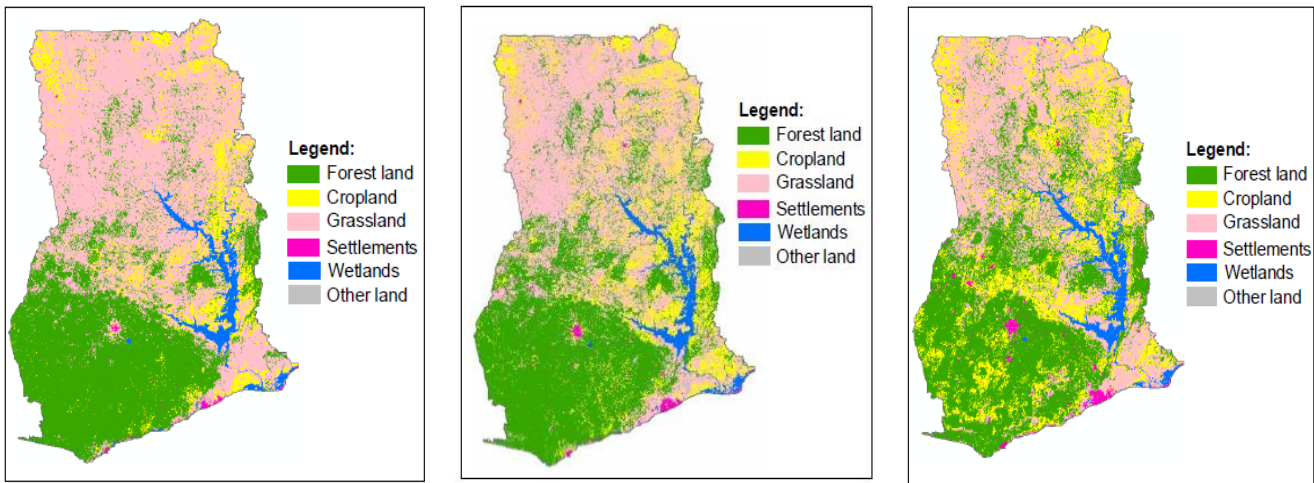 Legend:
Forest land
Cropland
Grassland
Settlements
Wetlands
Other land
Legend:
Forest land
Cropland
Grassland
Settlements
Wetlands
Other land
Legend:
Forest land
Cropland
Grassland
Settlements
Wetlands
Other land